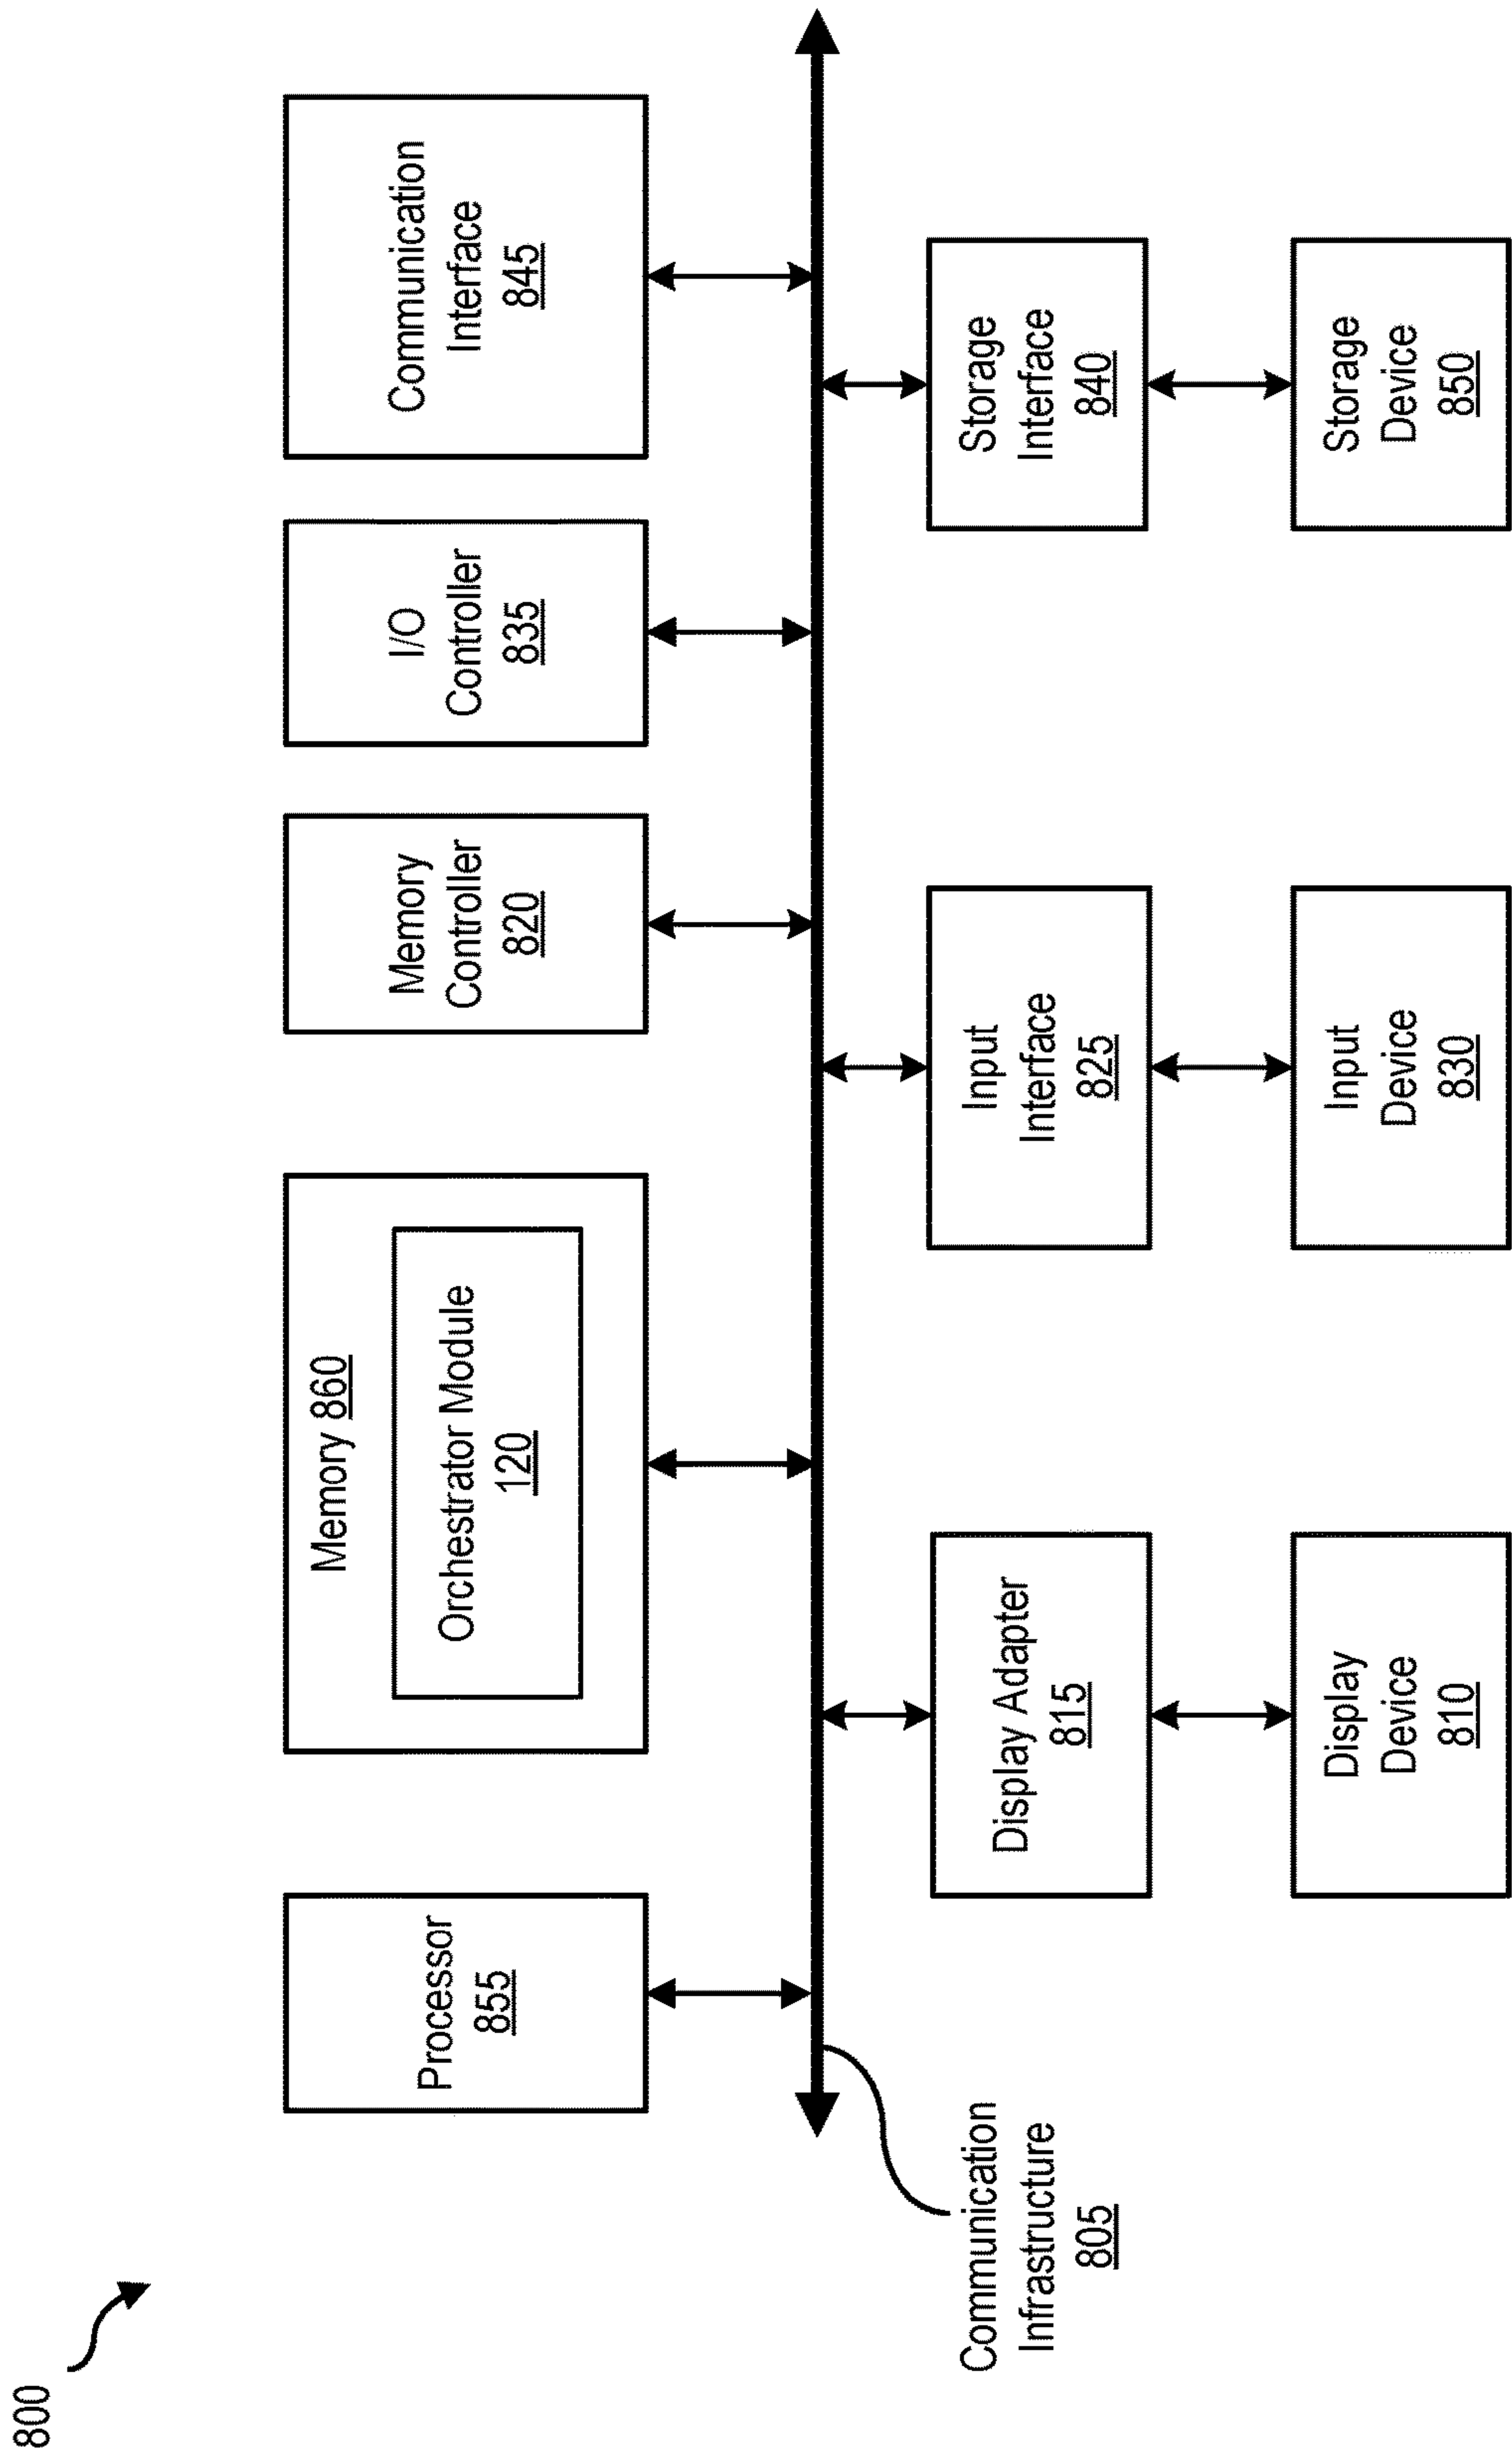 800
Processor
855
Memory 860
Orchestrator Module
120
Memory
Controller
820
I/O
Controller
835
Communication
Interface
845
Communication
Infrastructure
805
Display Adapter
815
Input
Interface
825
Storage
Interface
840
Display
Device
810
Input
Device
830
Storage
Device
850